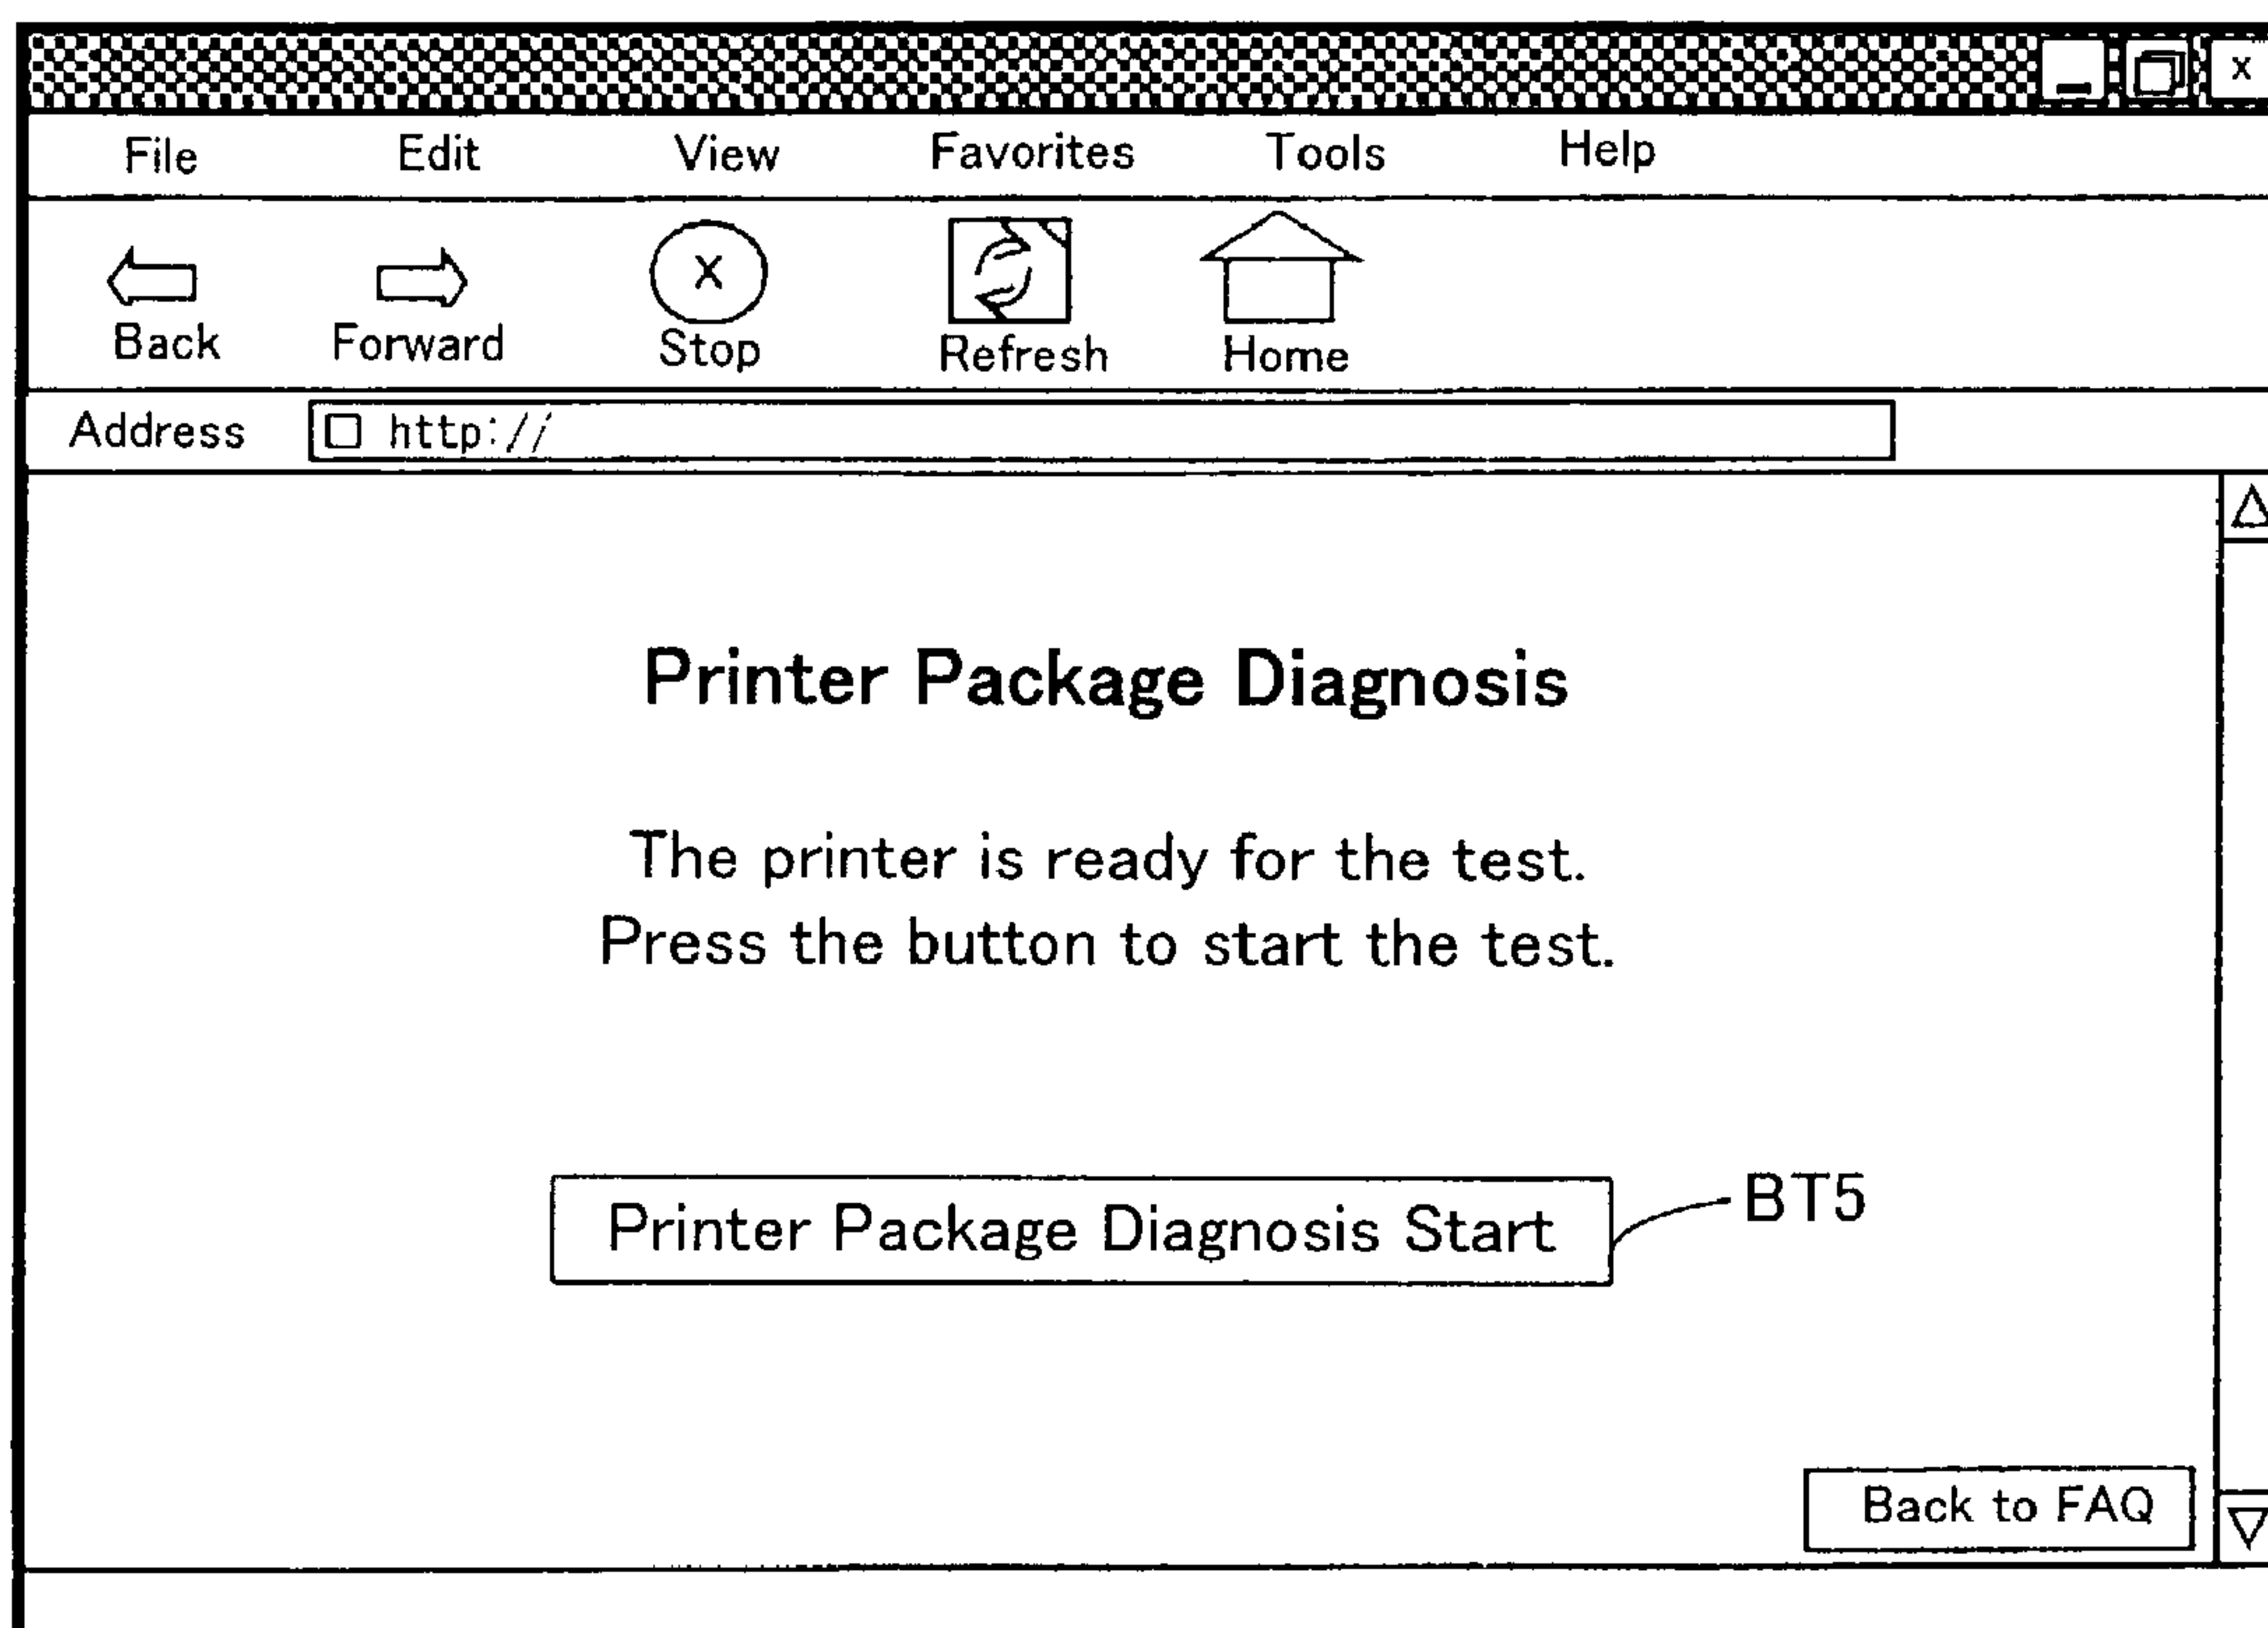 x
File Edit View Favorites Tools Help
x
Back Forward Stop Refresh Home
Address http://
Printer Package Diagnosis
The printer is ready for the test.
Press the button to start the test.
Printer Package Diagnosis Start BT5
Back to FAQ